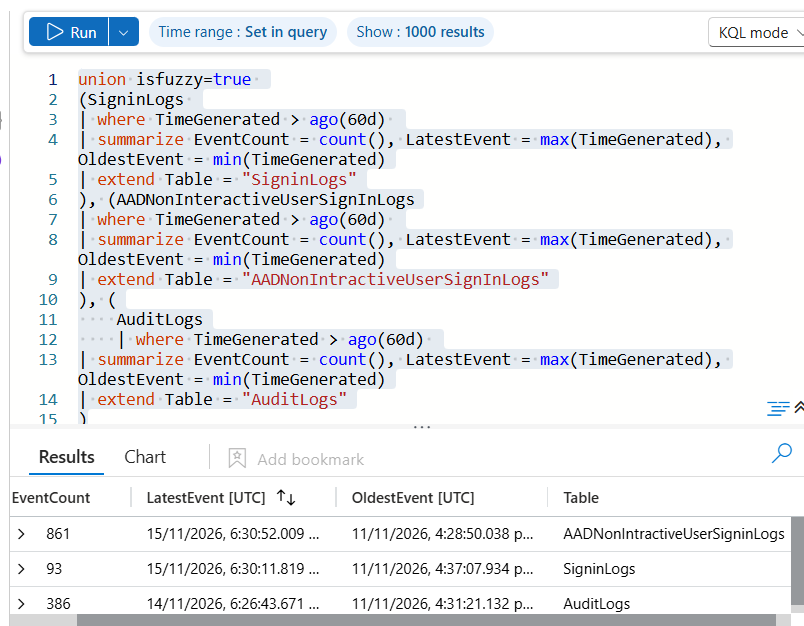 Run Time range : Set in query Show : 1000 results KQL mode
1 union isfuzzy=true
2 (SigninLogs
3 | where TimeGenerated > ago(60d)
4 | summarize EventCount = count(), LatestEvent = max(TimeGenerated),
OldestEvent = min(TimeGenerated)
5 | extend Table = "SigninLogs"
6 ), (AADNonInteractiveUserSignInLogs
7 | where TimeGenerated > ago(60d)
8 | summarize EventCount = count(), LatestEvent = max(TimeGenerated),
OldestEvent = min(TimeGenerated)
9 | extend Table = "AADNonIntractiveUserSignInLogs"
10 ), (
11 AuditLogs
12 | where TimeGenerated > ago(60d)
13 | summarize EventCount = count(), LatestEvent = max(TimeGenerated),
OldestEvent = min(TimeGenerated)
14 | extend Table = "AuditLogs"
15 )
Results Chart Add bookmark
EventCount LatestEvent [UTC] OldestEvent [UTC] Table
861 15/11/2026, 6:30:52.009 ... 11/11/2026, 4:28:50.038 p... AADNonIntractiveUserSigninLogs
93 15/11/2026, 6:30:11.819 ... 11/11/2026, 4:37:07.934 p... SigninLogs
386 14/11/2026, 6:26:43.671 ... 11/11/2026, 4:31:21.132 p... AuditLogs